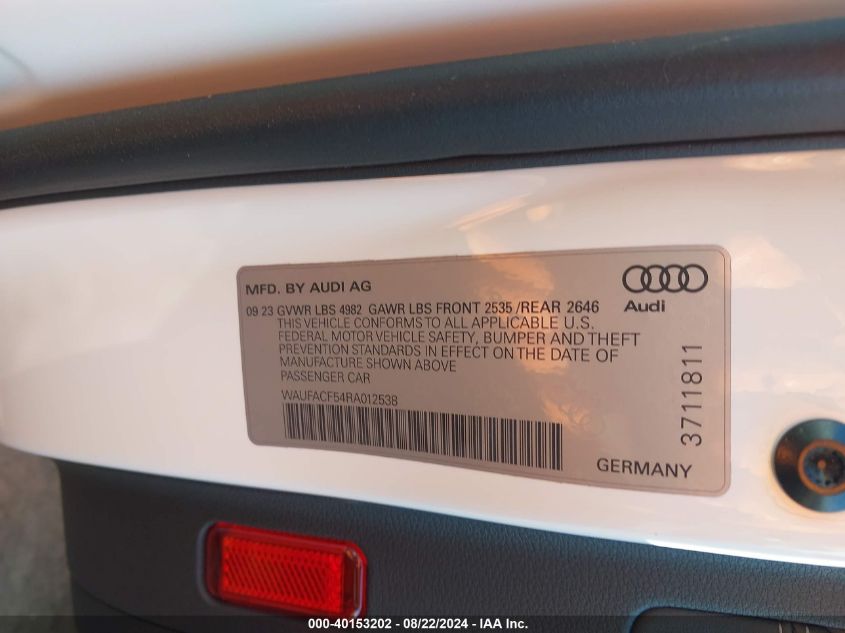 MFD. BY AUDI AG
Audi
09 23 GVWR LBS 4982 GAWR LBS FRONT 2535 /REAR 2646
THIS VEHICLE CONFORMS TO ALL APPLICABLE U.S.
FEDERAL MOTOR VEHICLE SAFETY, BUMPER AND THEFT
PREVENTION STANDARDS IN EFFECT ON THE DATE OF
MANUFACTURE SHOWN ABOVE
PASSENGER CAR
WAUFACF54RA012538
3711811
GERMANY
000-40153202 - 08/22/2024 - IAA Inc.